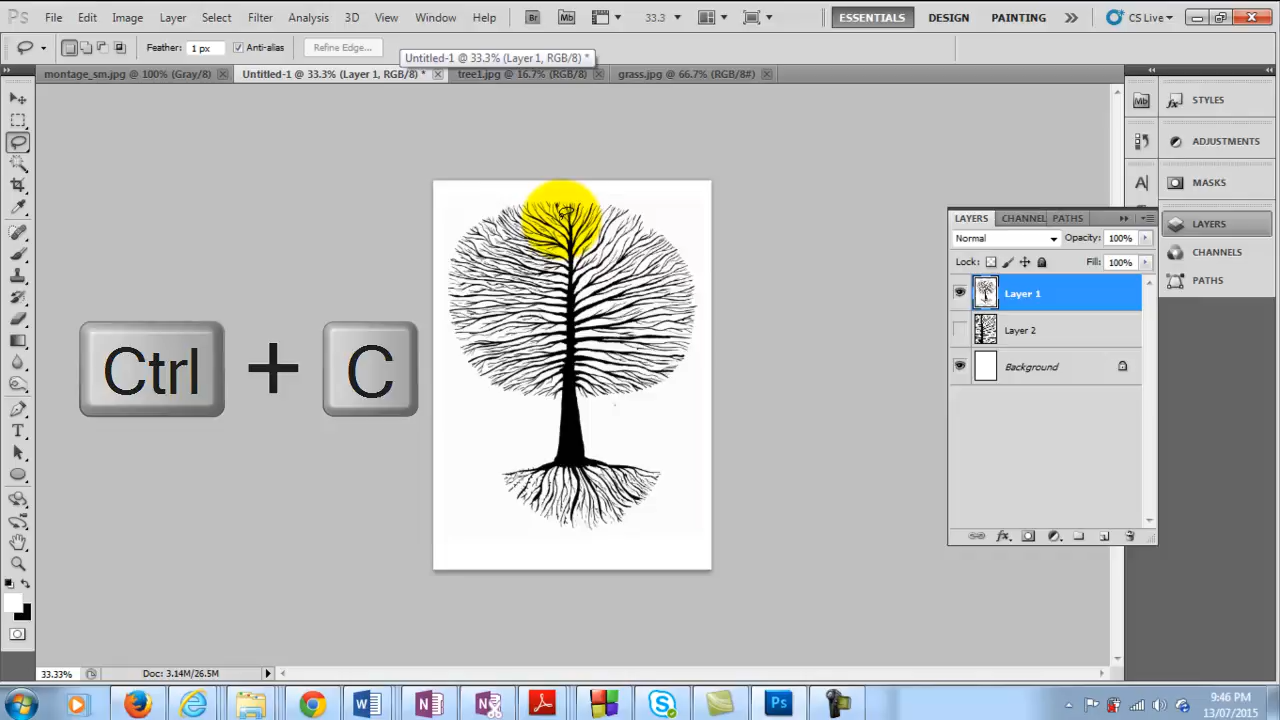 Ps File Edit Image Layer Select Filter Analysis 3D View Window Help Br Mb 33.3 ESSENTIALS DESIGN PAINTING CS Live
Feather: 1 px Anti-alias Refine Edge... Untitled-1 @ 33.3% (Layer 1, RGB/8) *
montage_sm.jpg @ 100% (Gray/8) Untitled-1 @ 33.3% (Layer 1, RGB/8) * tree1.jpg @ 16.7% (RGB/8) grass.jpg @ 66.7% (RGB/8#)
Mb fx STYLES
ADJUSTMENTS
A MASKS
LAYERS CHANNEL PATHS LAYERS
Normal Opacity: 100% CHANNELS
Lock: Fill: 100%
PATHS
Layer 1
Layer 2
Background
Ctrl + C
T
fx
33.33% Doc: 3.14M/26.5M
W N N S Ps
9:46 PM
13/07/2015